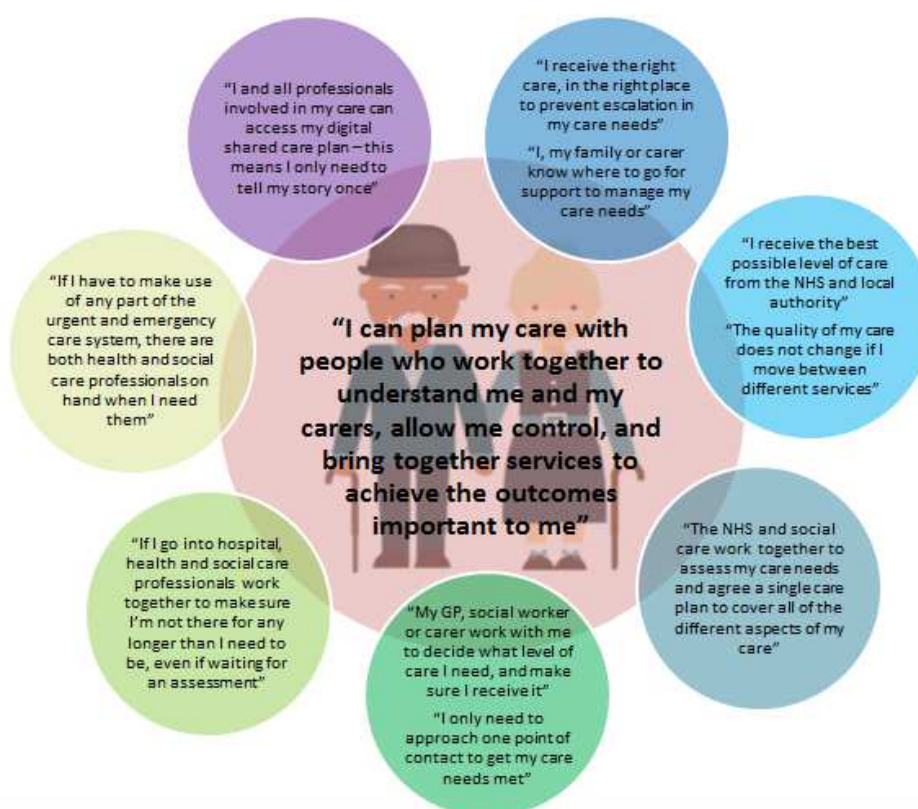 “I and all professionals
involved in my care can
access my digital
shared care plan – this
means I only need to
tell my story once”
“I receive the right
care, in the right place
to prevent escalation in
my care needs”
“I, my family or carer
know where to go for
support to manage my
care needs”
“I receive the best
possible level of care
from the NHS and local
authority”
“The quality of my care
does not change if I
move between
different services”
“The NHS and social
care work together to
assess my care needs
and agree a single care
plan to cover all of the
different aspects of my
care”
“My GP, social worker
or carer work with me
to decide what level of
care I need, and make
sure I receive it”
“I only need to
approach one point of
contact to get my care
needs met”
“If I go into hospital,
health and social care
professionals work
together to make sure
I’m not there for any
longer than I need to
be, even if waiting for
an assessment”
“If I have to make use
of any part of the
urgent and emergency
care system, there are
both health and social
care professionals on
hand when I need
them”
“I can plan my care with
people who work together to
understand me and my
carers, allow me control, and
bring together services to
achieve the outcomes
important to me”